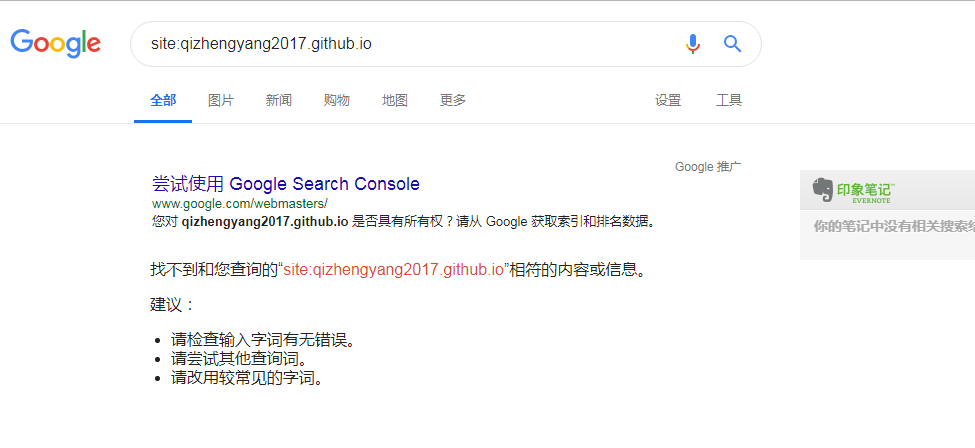 Google
site:qizhengyang2017.github.io
全部 图片 新闻 购物 地图 更多 设置 工具
Google 推广
尝试使用 Google Search Console
www.google.com/webmasters/
您对 qizhengyang2017.github.io 是否具有所有权？请从 Google 获取索引和排名数据。
印象笔记™
EVERNOTE
你的笔记中没有相关搜索结
找不到和您查询的“site:qizhengyang2017.github.io”相符的内容或信息。
建议：
请检查输入字词有无错误。
请尝试其他查询词。
请改用较常见的字词。